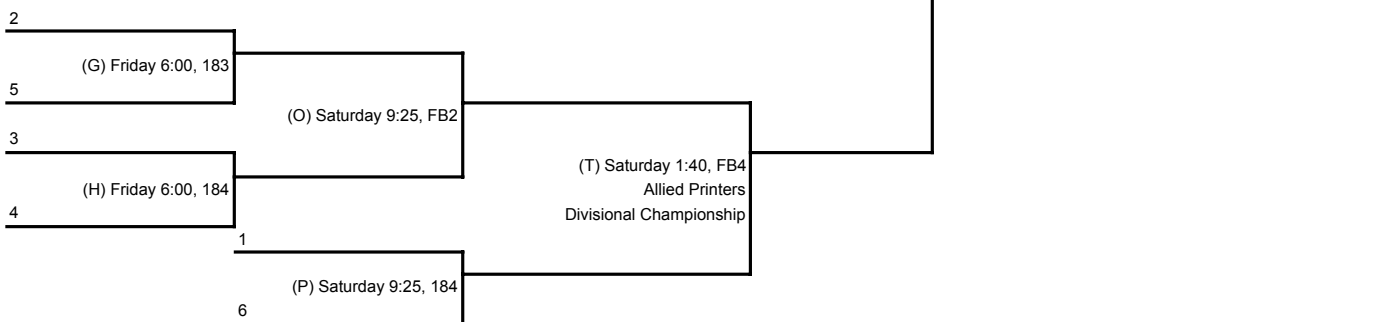 2
(G) Friday 6:00, 183
5
(O) Saturday 9:25, FB2
3
(T) Saturday 1:40, FB4
(H) Friday 6:00, 184
Allied Printers
4
Divisional Championship
1
(P) Saturday 9:25, 184
6